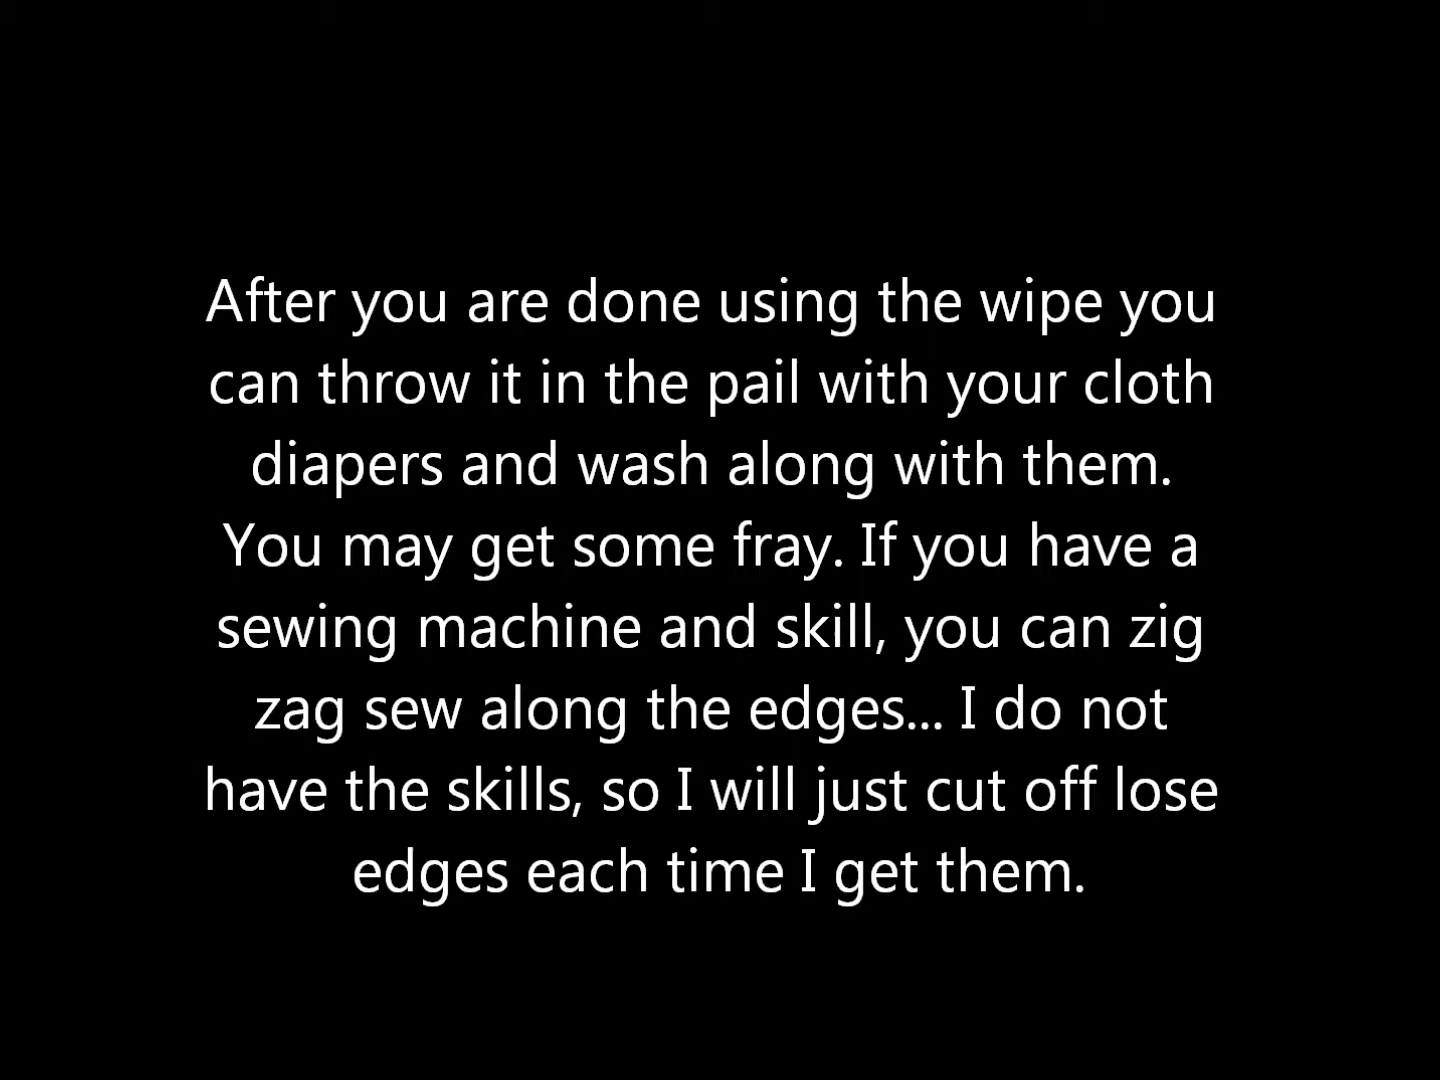 After you are done using the wipe you
can throw it in the pail with your cloth
diapers and wash along with them.
You may get some fray. If you have a
sewing machine and skill, you can zig
zag sew along the edges... I do not
have the skills, so I will just cut off lose
edges each time I get them.